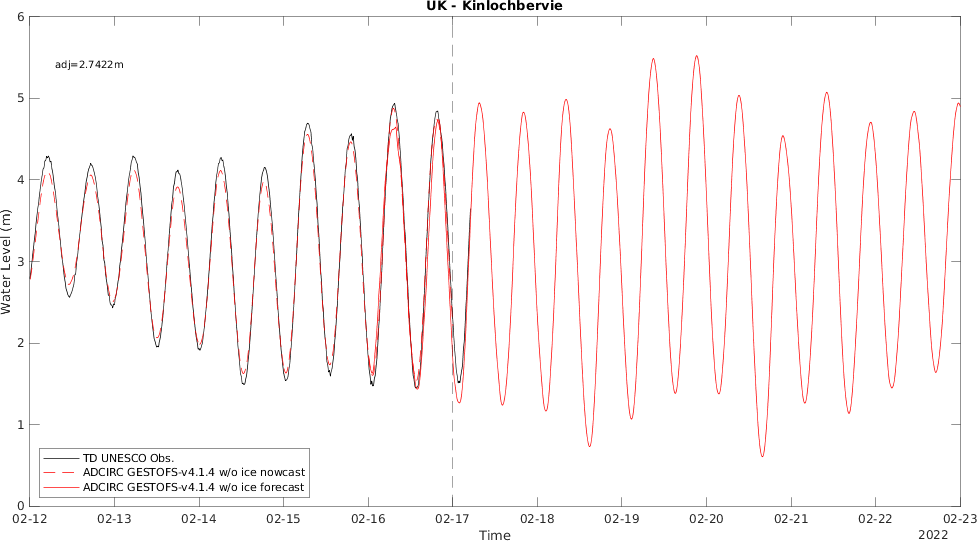 UK - Kinlochbervie
adj=2.7422m
6
5
4
3
2
1
0
Water Level (m)
TD UNESCO Obs.
ADCIRC GESTOFS-v4.1.4 w/o ice nowcast
ADCIRC GESTOFS-v4.1.4 w/o ice forecast
02-12 02-13 02-14 02-15 02-16 02-17 02-18 02-19 02-20 02-21 02-22 02-23
Time
2022